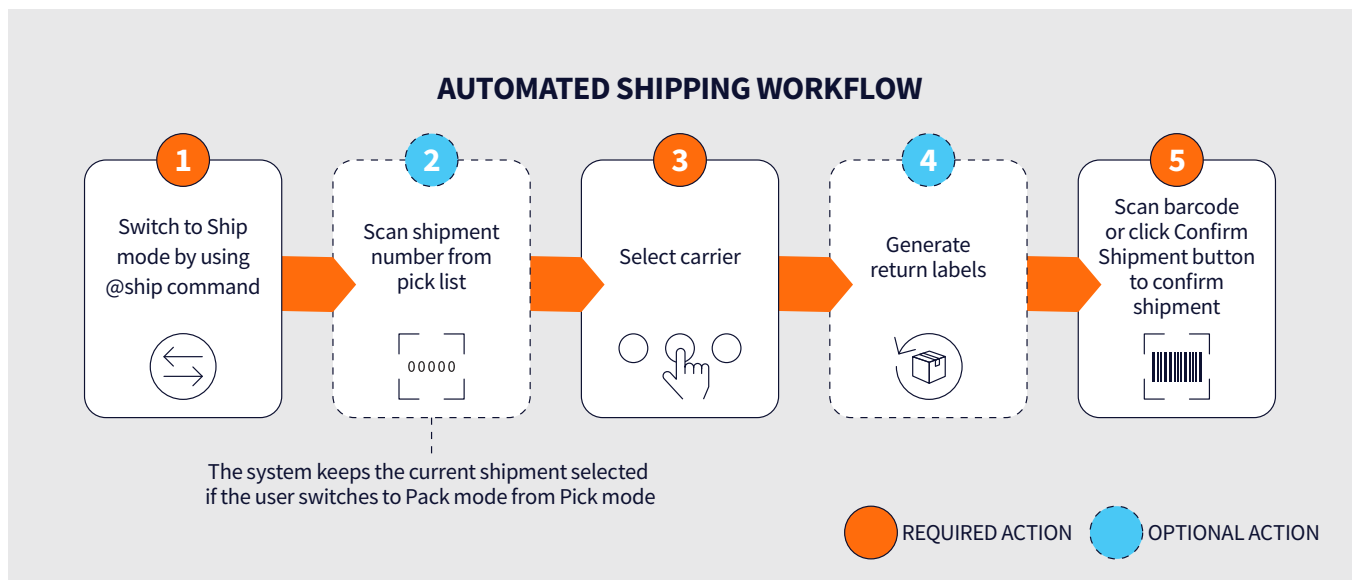 AUTOMATED SHIPPING WORKFLOW
1
Switch to Ship
mode by using
@ship command
2
Scan shipment
number from
pick list
00000
3
Select carrier
4
Generate
return labels
5
Scan barcode
or click Confirm
Shipment button
to confirm
shipment
The system keeps the current shipment selected
if the user switches to Pack mode from Pick mode
REQUIRED ACTION
OPTIONAL ACTION